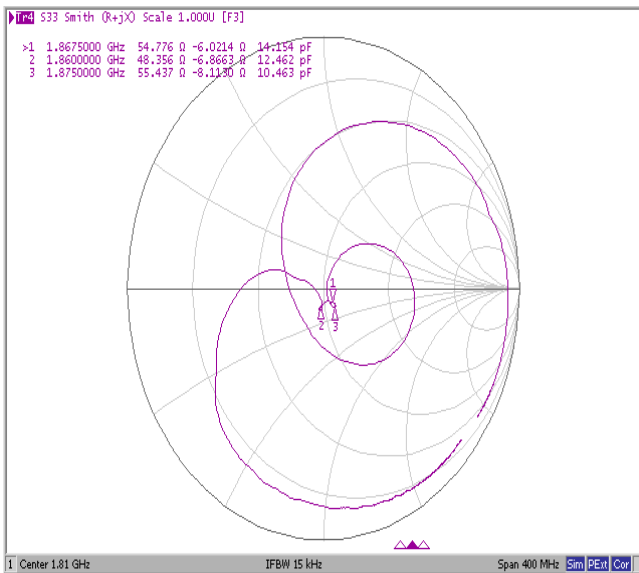 Tr4 S33 Smith (R+jX) Scale 1.000U [F3]
>1 1.8675000 GHz 54.776 Ω -6.0214 Ω 14.154 pF
2 1.8600000 GHz 48.356 Ω -6.8663 Ω 12.462 pF
3 1.8750000 GHz 55.437 Ω -8.1130 Ω 10.463 pF
1
2
3
1 Center 1.81 GHz IFBW 15 kHz Span 400 MHz Sim PExt Cor